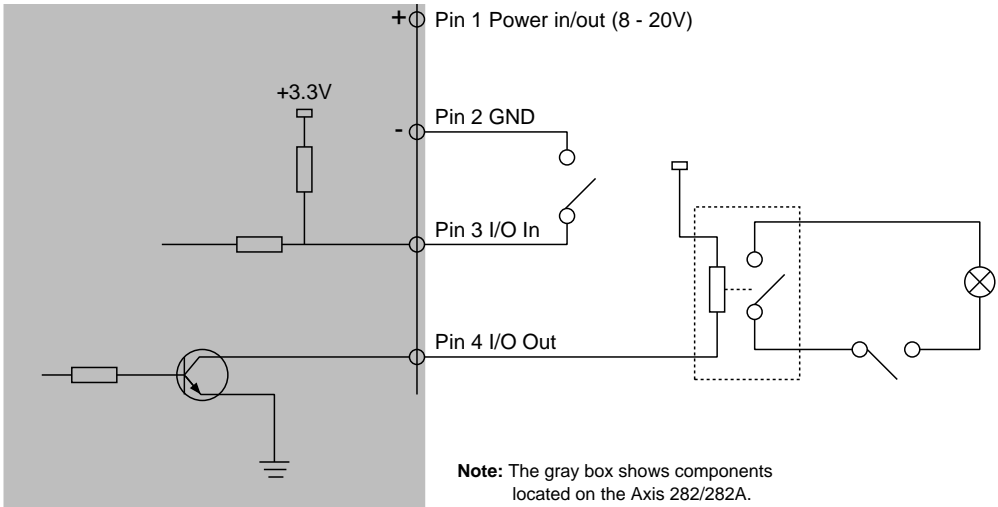 + Pin 1 Power in/out (8 - 20V)
+3.3V
- Pin 2 GND
Pin 3 I/O In
Pin 4 I/O Out
Note: The gray box shows components
located on the Axis 282/282A.